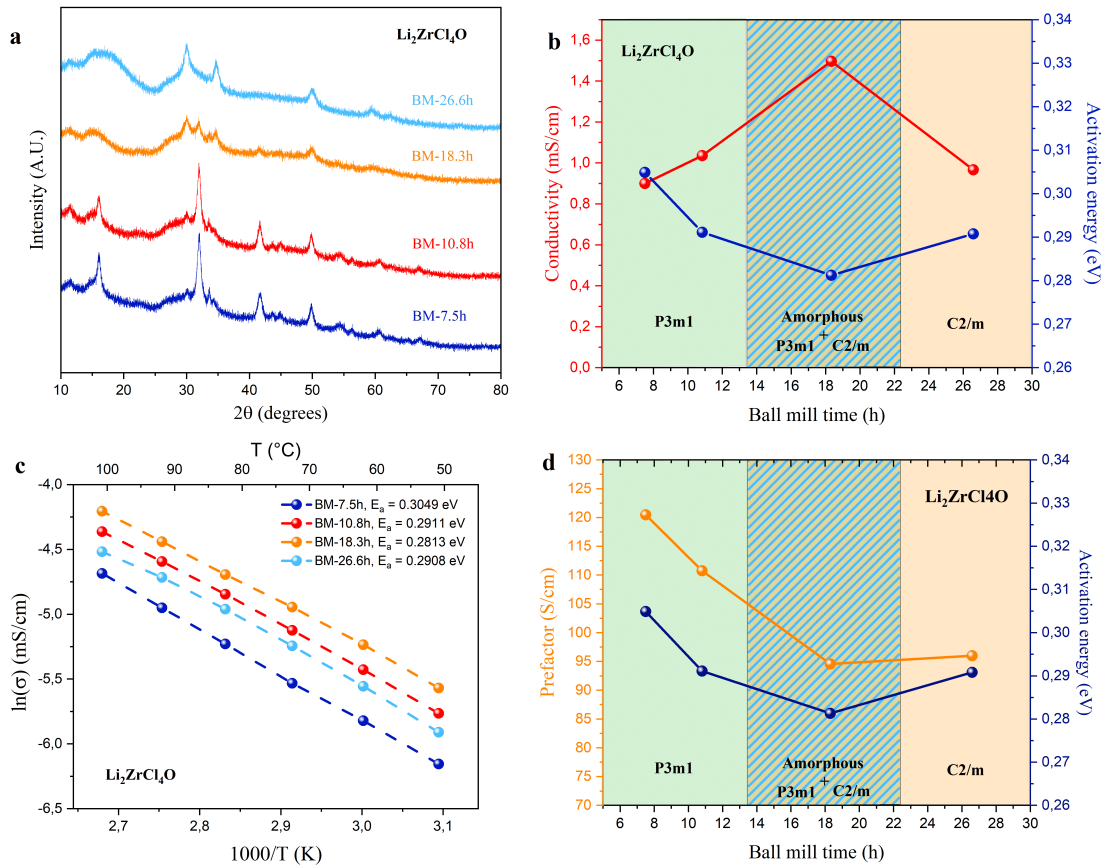 a
Li₂ZrCl₄O
BM-26.6h
BM-18.3h
BM-10.8h
BM-7.5h
Intensity (A.U.)
10 20 30 40 50 60 70 80
2θ (degrees)
b
Li₂ZrCl₄O
1,6
1,4
1,2
1,0
0,8
0,6
0,4
0,2
0,0
Conductivity (mS/cm)
0,34
0,33
0,32
0,31
0,30
0,29
0,28
0,27
0,26
Activation energy (eV)
P3m1
Amorphous
+
P3m1 C2/m
C2/m
6 8 10 12 14 16 18 20 22 24 26 28 30
Ball mill time (h)
c
T (°C)
100 90 80 70 60 50
BM-7.5h, Eₐ = 0.3049 eV
BM-10.8h, Eₐ = 0.2911 eV
BM-18.3h, Eₐ = 0.2813 eV
BM-26.6h, Eₐ = 0.2908 eV
-4,0
-4,5
-5,0
-5,5
-6,0
-6,5
ln(σ) (mS/cm)
Li₂ZrCl₄O
2,7 2,8 2,9 3,0 3,1
1000/T (K)
d
Li₂ZrCl4O
130
125
120
115
110
105
100
95
90
85
80
75
70
Prefactor (S/cm)
0,34
0,33
0,32
0,31
0,30
0,29
0,28
0,27
0,26
Activation energy (eV)
P3m1
Amorphous
+
P3m1 C2/m
C2/m
6 8 10 12 14 16 18 20 22 24 26 28 30
Ball mill time (h)